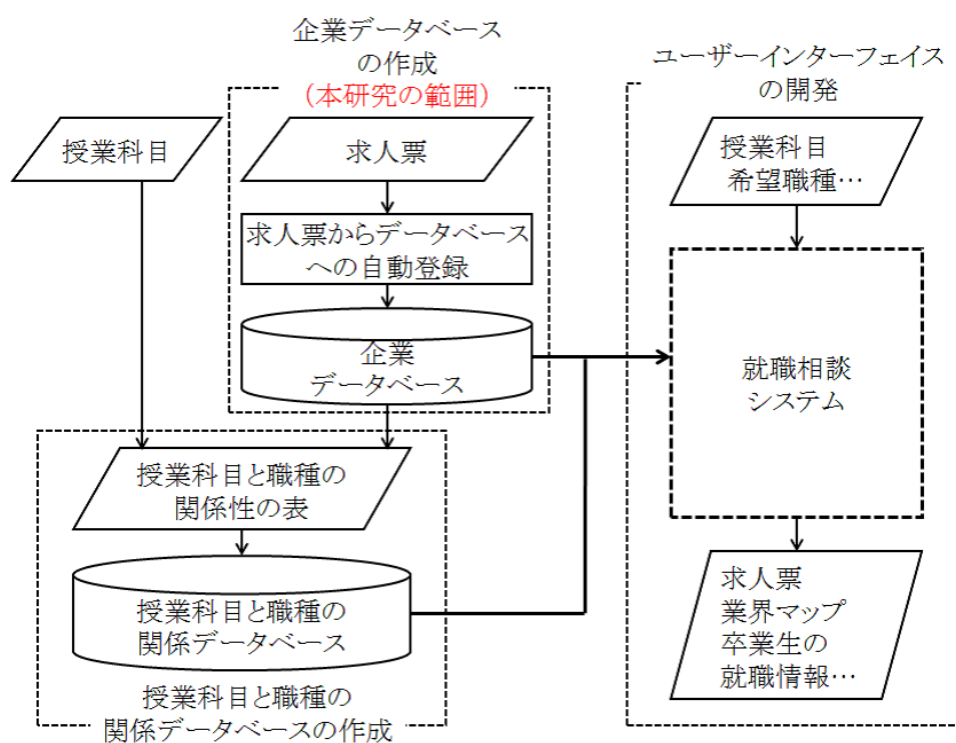 企業データベース
の作成
(本研究の範囲)
ユーザーインターフェイス
の開発
授業科目
求人票
授業科目
希望職種…
求人票からデータベース
への自動登録
企業
データベース
就職相談
システム
授業科目と職種の
関係性の表
授業科目と職種の
関係データベース
求人票
業界マップ
卒業生の
就職情報…
授業科目と職種の
関係データベースの作成